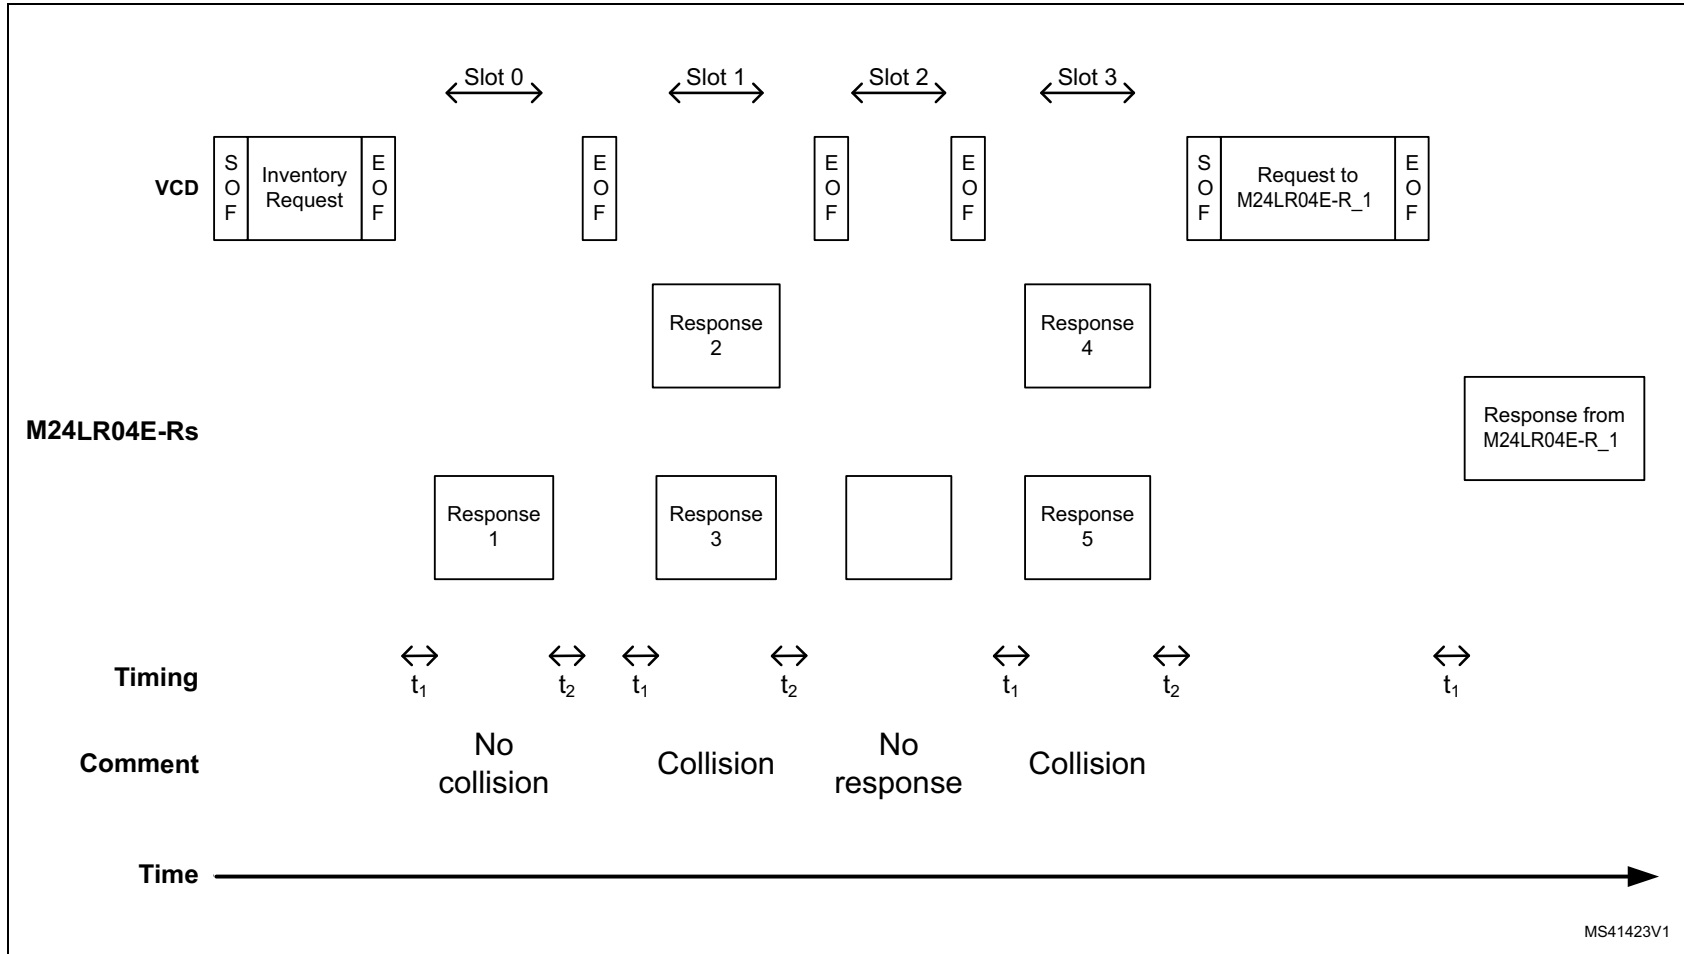 Slot 0 Slot 1 Slot 2 Slot 3
VCD
S
O
F
Inventory
Request
E
O
F
E
O
F
E
O
F
E
O
F
S
O
F
Request to
M24LR04E-R_1
E
O
F
Response
2
Response
4
M24LR04E-Rs
Response from
M24LR04E-R_1
Response
1
Response
3
Response
5
Timing
t1 t2 t1 t2 t1 t2 t1
Comment
No
collision
Collision
No
response
Collision
Time
MS41423V1